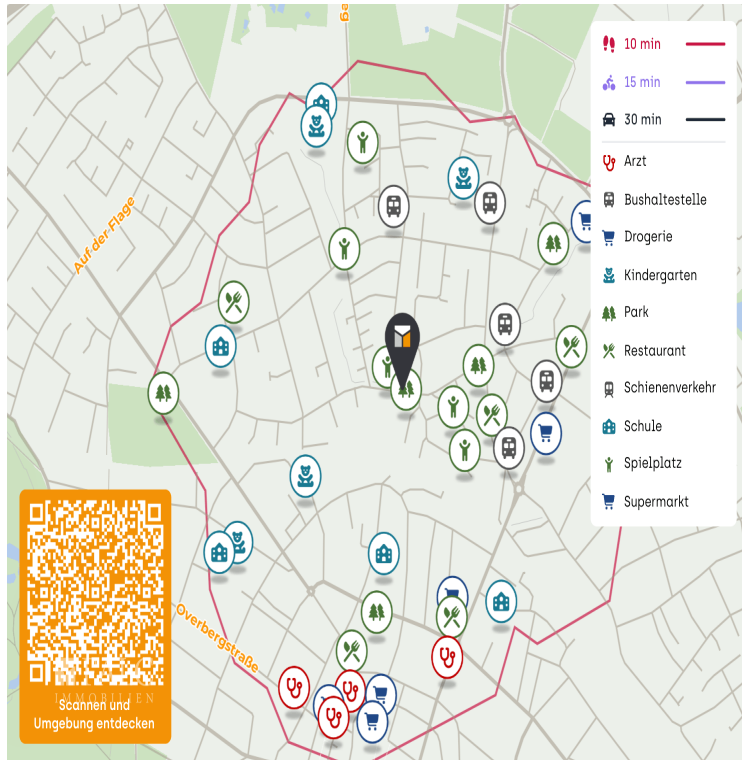 10 min
15 min
30 min
Arzt
Bushaltestelle
Drogerie
Kindergarten
Park
Restaurant
Schienenverkehr
Schule
Spielplatz
Supermarkt
Auf-der-Flage
Overbergstraße
IMMOBILIEN
Scannen und
Umgebung entdecken